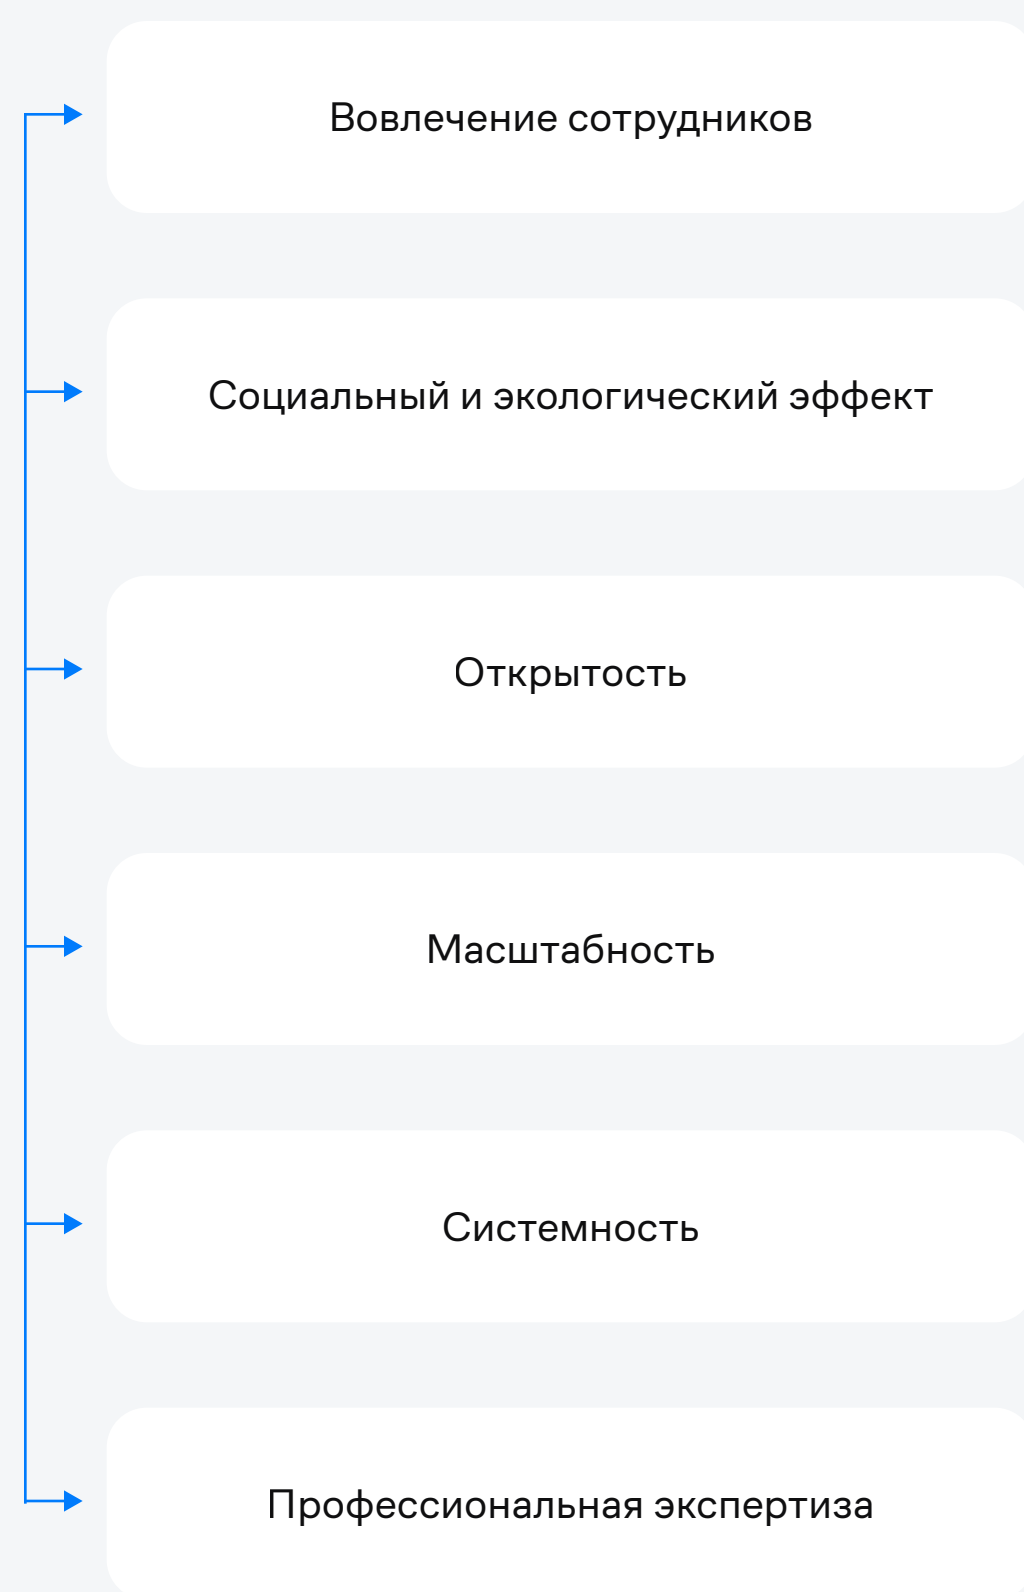 Вовлечение сотрудников
Социальный и экологический эффект
Открытость
Масштабность
Системность
Профессиональная экспертиза